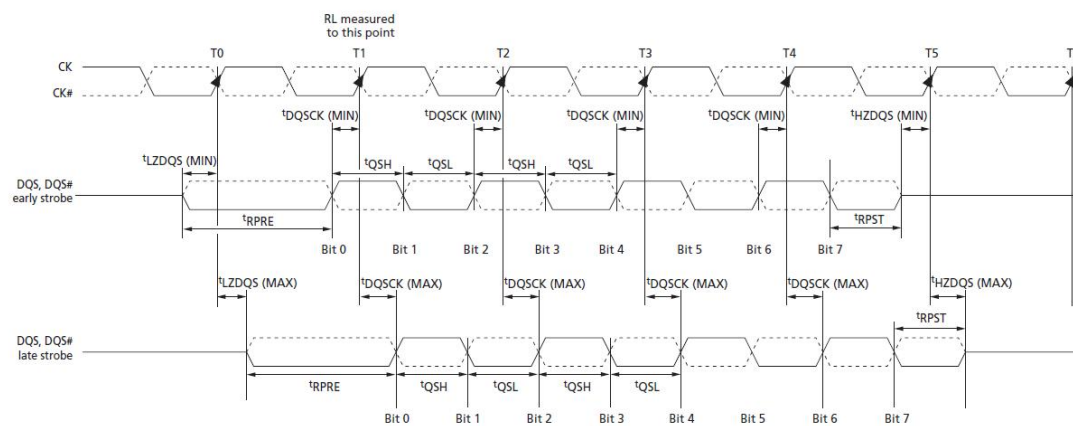 RL measured
to this point
T0 T1 T2 T3 T4 T5 T
CK
CK#
tDQSCK (MIN) tDQSCK (MIN) tDQSCK (MIN) tDQSCK (MIN) tHZDQS (MIN)
tLZDQS (MIN)
tQSH tQSL tQSH tQSL
DQS, DQS#
early strobe
tRPRE
tRPST
Bit 0 Bit 1 Bit 2 Bit 3 Bit 4 Bit 5 Bit 6 Bit 7
tLZDQS (MAX) tDQSCK (MAX) tDQSCK (MAX) tDQSCK (MAX) tDQSCK (MAX) tHZDQS (MAX)
tRPST
DQS, DQS#
late strobe
tRPRE tQSH tQSL tQSH tQSL
Bit 0 Bit 1 Bit 2 Bit 3 Bit 4 Bit 5 Bit 6 Bit 7